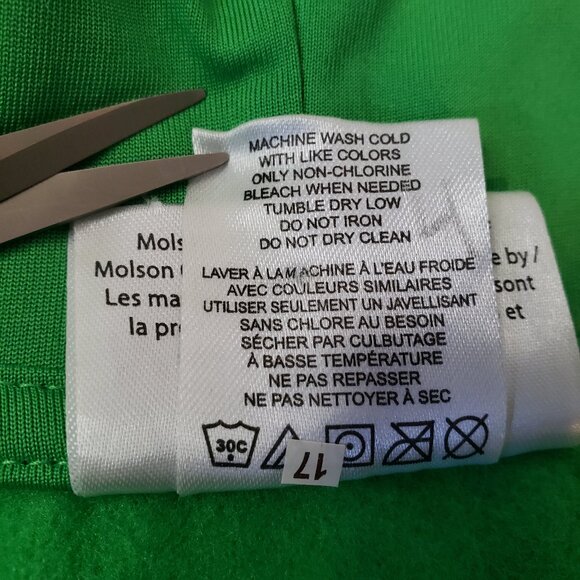 MACHINE WASH COLD
WITH LIKE COLORS
ONLY NON-CHLORINE
BLEACH WHEN NEEDED
TUMBLE DRY LOW
DO NOT IRON
DO NOT DRY CLEAN
LAVER À LA MACHINE À L'EAU FROIDE
AVEC COULEURS SIMILAIRES
UTILISER SEULEMENT UN JAVELLISANT
SANS CHLORE AU BESOIN
SÉCHER PAR CULBUTAGE
À BASSE TEMPÉRATURE
NE PAS REPASSER
NE PAS NETTOYER À SEC
30C
17
Mols
Molson
Les ma
la pr
by /
sont
et